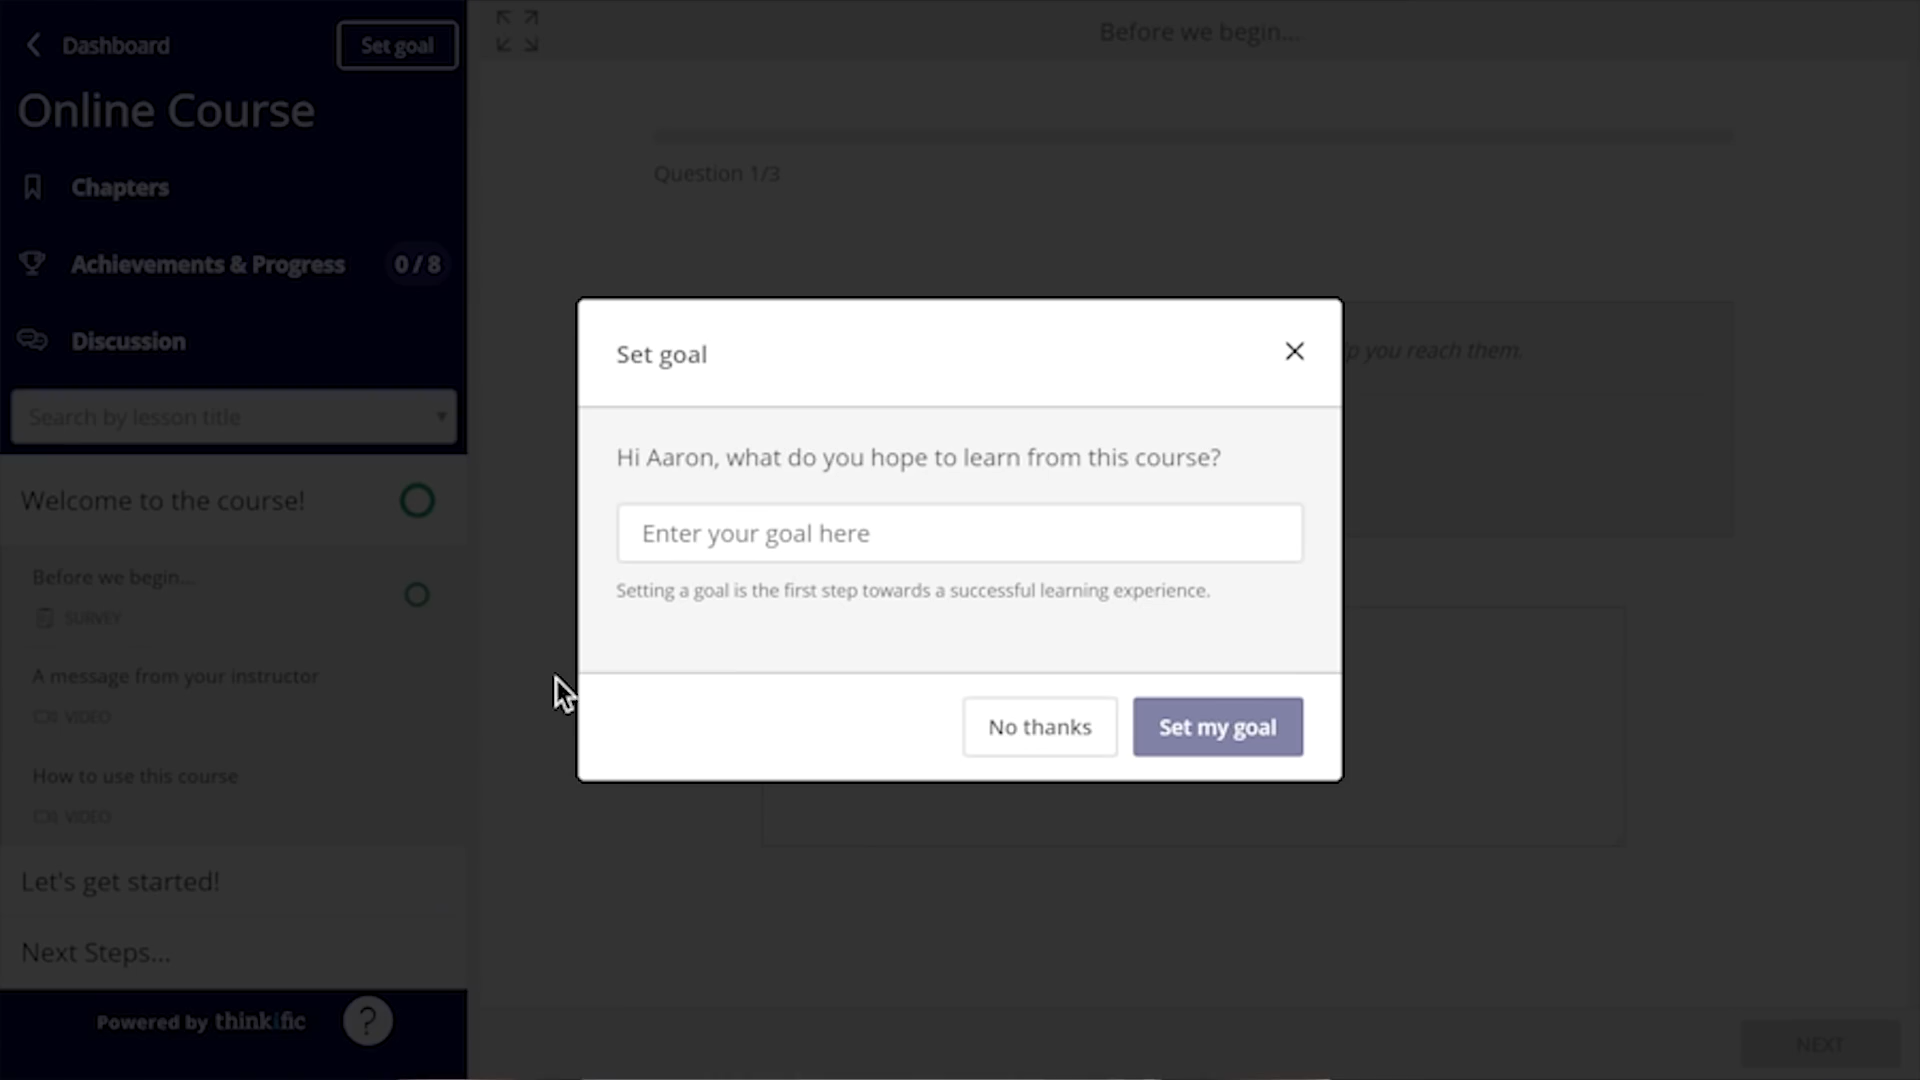 Dashboard
Set goal
Online Course
Chapters
Achievements & Progress
0 / 8
Discussion
Search by lesson title
Welcome to the course!
Before we begin...
SURVEY
A message from your instructor
VIDEO
How to use this course
VIDEO
Let's get started!
Next Steps...
Powered by thinkific
?
Before we begin...
Question 1/3
you reach them.
Set goal
Hi Aaron, what do you hope to learn from this course?
Enter your goal here
Setting a goal is the first step towards a successful learning experience.
No thanks
Set my goal
NEXT